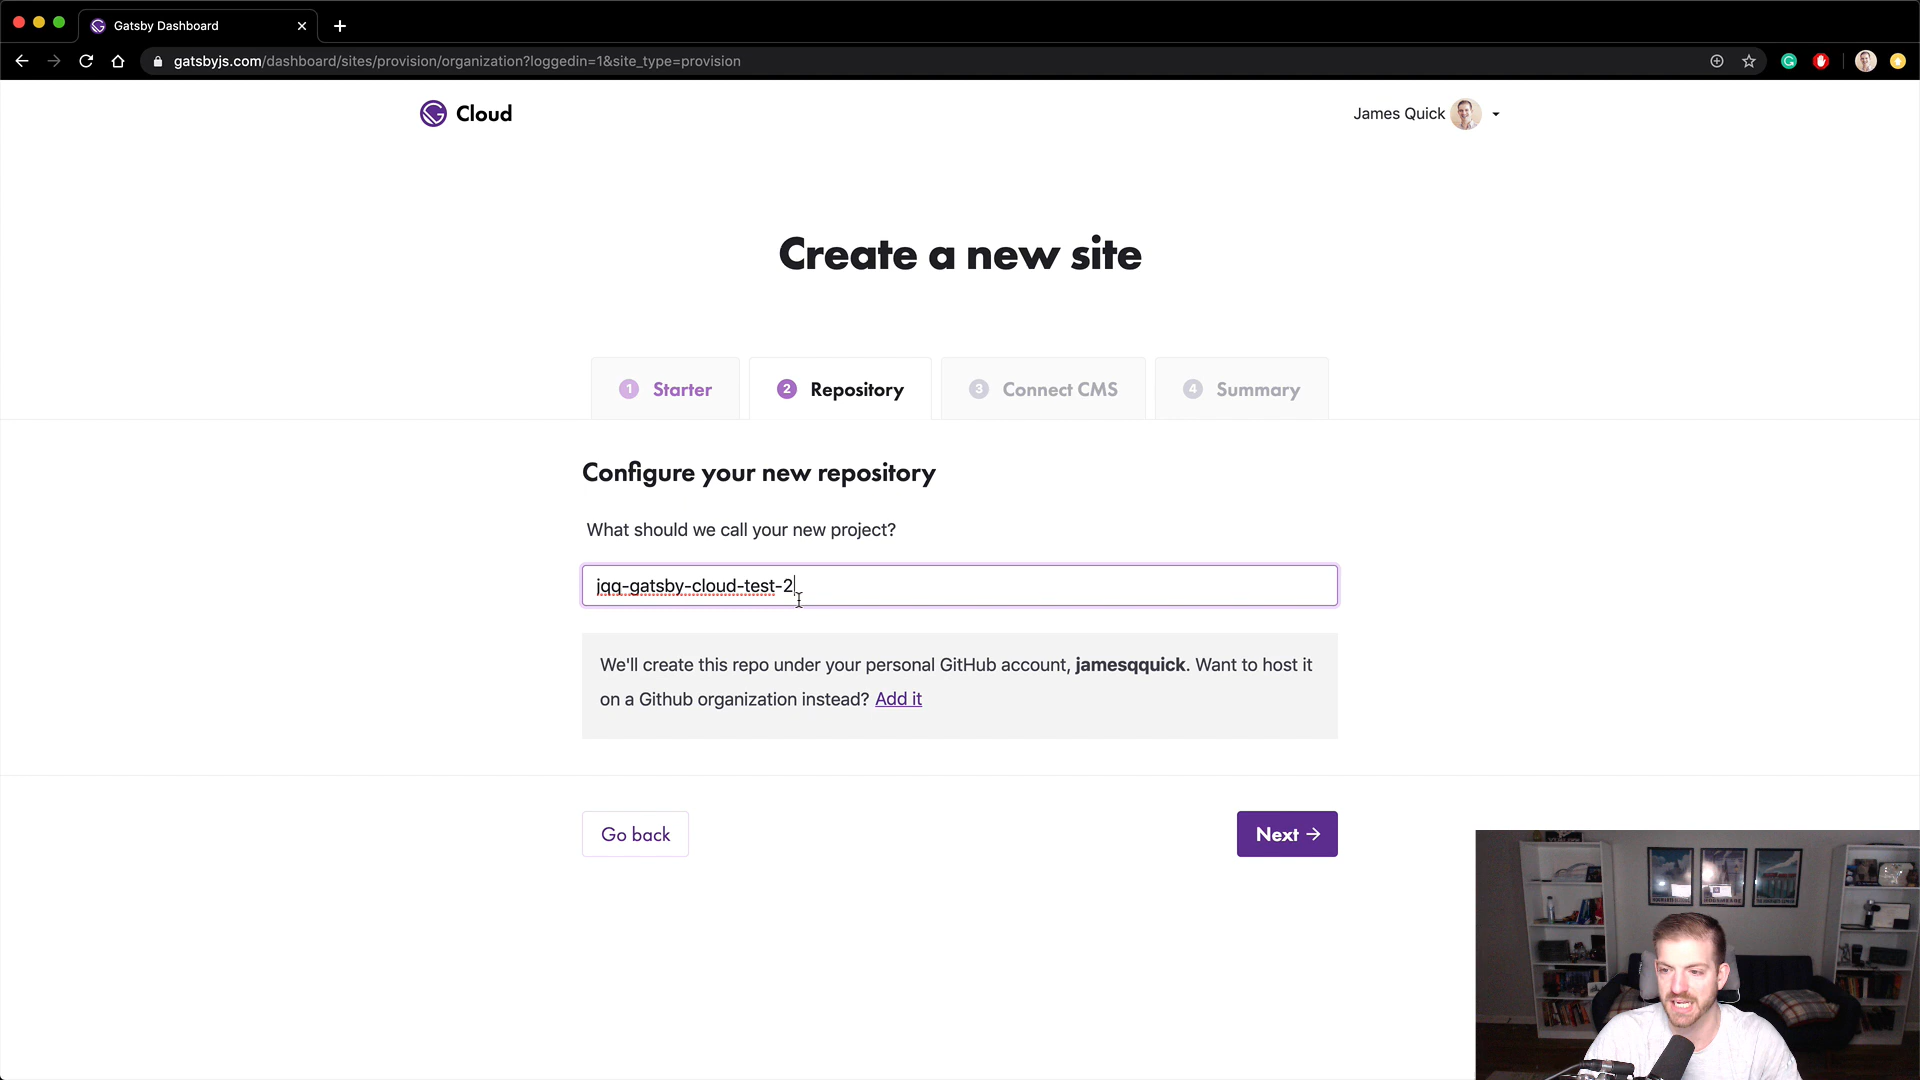 Gatsby Dashboard
gatsbyjs.com/dashboard/sites/provision/organization?loggedin=1&site_type=provision
Cloud
James Quick
Create a new site
1 Starter
2 Repository
3 Connect CMS
4 Summary
Configure your new repository
What should we call your new project?
jqq-gatsby-cloud-test-2
We'll create this repo under your personal GitHub account, jamesqquick. Want to host it
on a Github organization instead? Add it
Go back
Next →